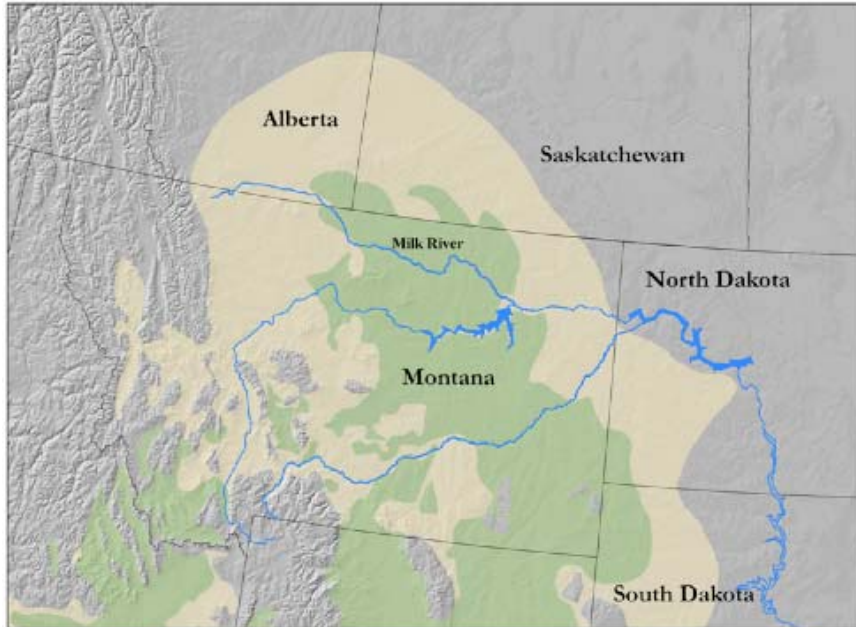 Alberta
Saskatchewan
Milk River
North Dakota
Montana
South Dakota